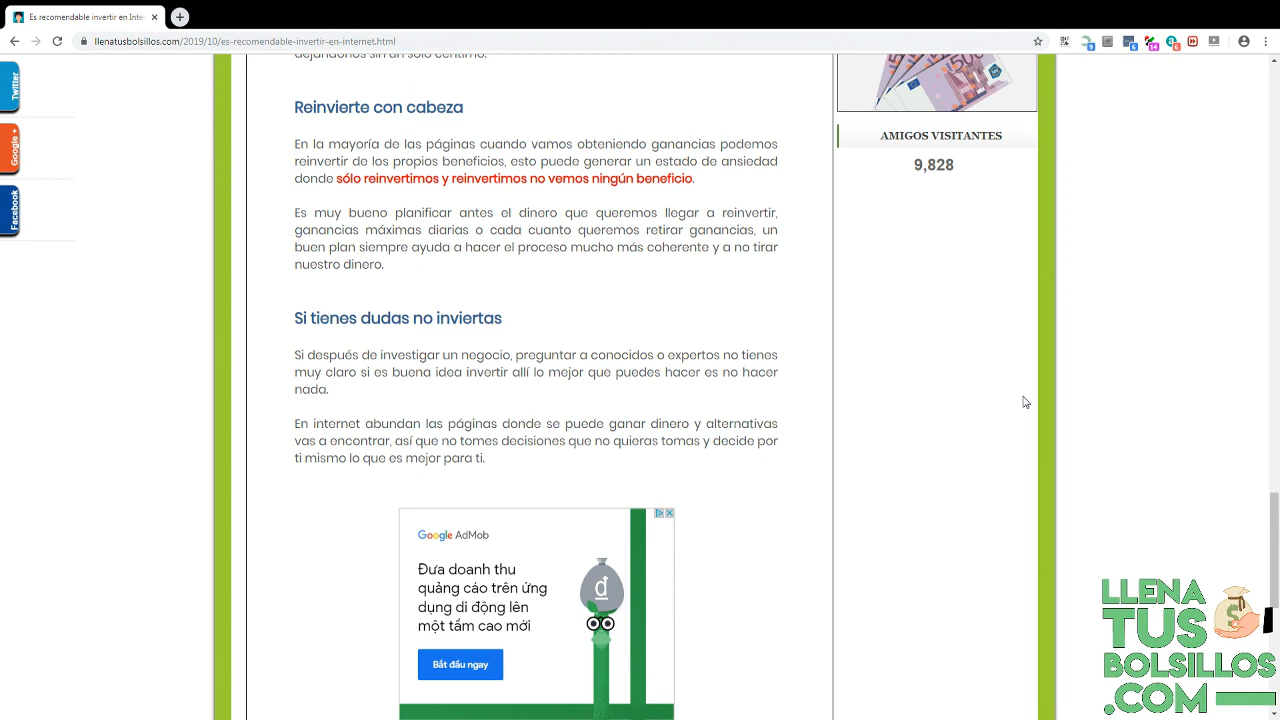 Es recomendable invertir en Inte
llenatusbolsillos.com/2019/10/es-recomendable-invertir-en-internet.html
9
6
14
6
Twitter
Google +
Facebook
dejándonos sin un sólo céntimo.
Reinvierte con cabeza
En la mayoría de las páginas cuando vamos obteniendo ganancias podemos
reinvertir de los propios beneficios, esto puede generar un estado de ansiedad
donde sólo reinvertimos y reinvertimos no vemos ningún beneficio.
Es muy bueno planificar antes el dinero que queremos llegar a reinvertir,
ganancias máximas diarias o cada cuanto queremos retirar ganancias, un
buen plan siempre ayuda a hacer el proceso mucho más coherente y a no tirar
nuestro dinero.
Si tienes dudas no inviertas
Si después de investigar un negocio, preguntar a conocidos o expertos no tienes
muy claro si es buena idea invertir allí lo mejor que puedes hacer es no hacer
nada.
En internet abundan las páginas donde se puede ganar dinero y alternativas
vas a encontrar, así que no tomes decisiones que no quieras tomas y decide por
ti mismo lo que es mejor para ti.
AMIGOS VISITANTES
9,828
Google AdMob
Đưa doanh thu
quảng cáo trên ứng
dụng di động lên
một tầm cao mới
Bắt đầu ngay
đ
LLENA
TUS
BOLSILLOS
.COM